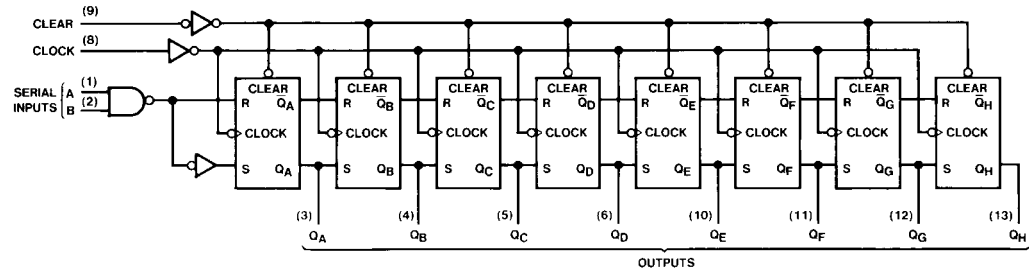 (9)
CLEAR
(8)
CLOCK
(1)
SERIAL A
INPUTS B
(2)
CLEAR CLEAR CLEAR CLEAR CLEAR CLEAR CLEAR CLEAR
R Q̅A R Q̅B R Q̅C R Q̅D R Q̅E R Q̅F R Q̅G R Q̅H
CLOCK CLOCK CLOCK CLOCK CLOCK CLOCK CLOCK CLOCK
S QA S QB S QC S QD S QE S QF S QG S QH
(3) (4) (5) (6) (10) (11) (12) (13)
QA QB QC QD QE QF QG QH
OUTPUTS